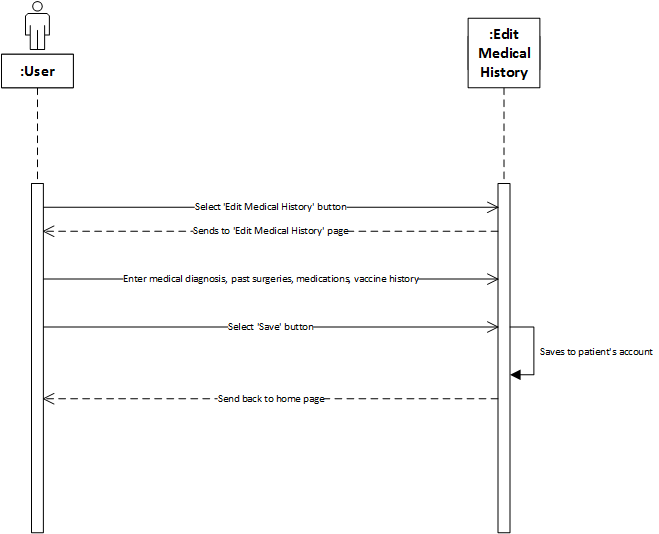 :User
:Edit
Medical
History
Select 'Edit Medical History' button
Sends to 'Edit Medical History' page
Enter medical diagnosis, past surgeries, medications, vaccine history
Select 'Save' button
Saves to patient's account
Send back to home page